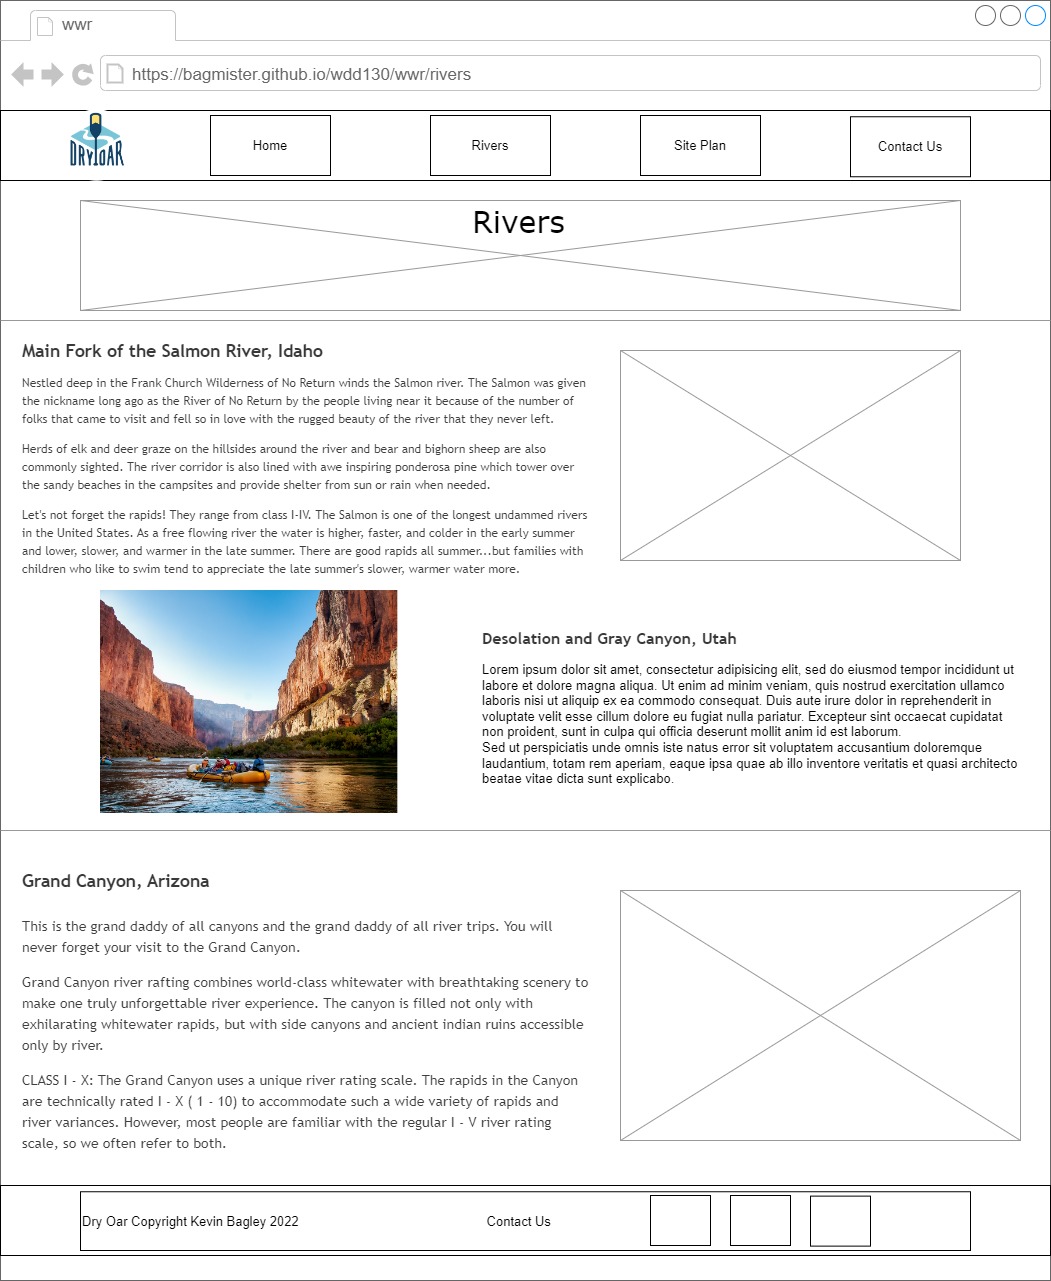 wwr
https://bagmister.github.io/wdd130/wwr/rivers
DRY OAR
Home
Rivers
Site Plan
Contact Us
Rivers
Main Fork of the Salmon River, Idaho
Nestled deep in the Frank Church Wilderness of No Return winds the Salmon river. The Salmon was given
the nickname long ago as the River of No Return by the people living near it because of the number of
folks that came to visit and fell so in love with the rugged beauty of the river that they never left.
Herds of elk and deer graze on the hillsides around the river and bear and bighorn sheep are also
commonly sighted. The river corridor is also lined with awe inspiring ponderosa pine which tower over
the sandy beaches in the campsites and provide shelter from sun or rain when needed.
Let's not forget the rapids! They range from class I-IV. The Salmon is one of the longest undammed rivers
in the United States. As a free flowing river the water is higher, faster, and colder in the early summer
and lower, slower, and warmer in the late summer. There are good rapids all summer...but families with
children who like to swim tend to appreciate the late summer's slower, warmer water more.
Desolation and Gray Canyon, Utah
Lorem ipsum dolor sit amet, consectetur adipisicing elit, sed do eiusmod tempor incididunt ut
labore et dolore magna aliqua. Ut enim ad minim veniam, quis nostrud exercitation ullamco
laboris nisi ut aliquip ex ea commodo consequat. Duis aute irure dolor in reprehenderit in
voluptate velit esse cillum dolore eu fugiat nulla pariatur. Excepteur sint occaecat cupidatat
non proident, sunt in culpa qui officia deserunt mollit anim id est laborum.
Sed ut perspiciatis unde omnis iste natus error sit voluptatem accusantium doloremque
laudantium, totam rem aperiam, eaque ipsa quae ab illo inventore veritatis et quasi architecto
beatae vitae dicta sunt explicabo.
Grand Canyon, Arizona
This is the grand daddy of all canyons and the grand daddy of all river trips. You will
never forget your visit to the Grand Canyon.
Grand Canyon river rafting combines world-class whitewater with breathtaking scenery to
make one truly unforgettable river experience. The canyon is filled not only with
exhilarating whitewater rapids, but with side canyons and ancient indian ruins accessible
only by river.
CLASS I - X: The Grand Canyon uses a unique river rating scale. The rapids in the Canyon
are technically rated I - X ( 1 - 10) to accommodate such a wide variety of rapids and
river variances. However, most people are familiar with the regular I - V river rating
scale, so we often refer to both.
Dry Oar Copyright Kevin Bagley 2022
Contact Us